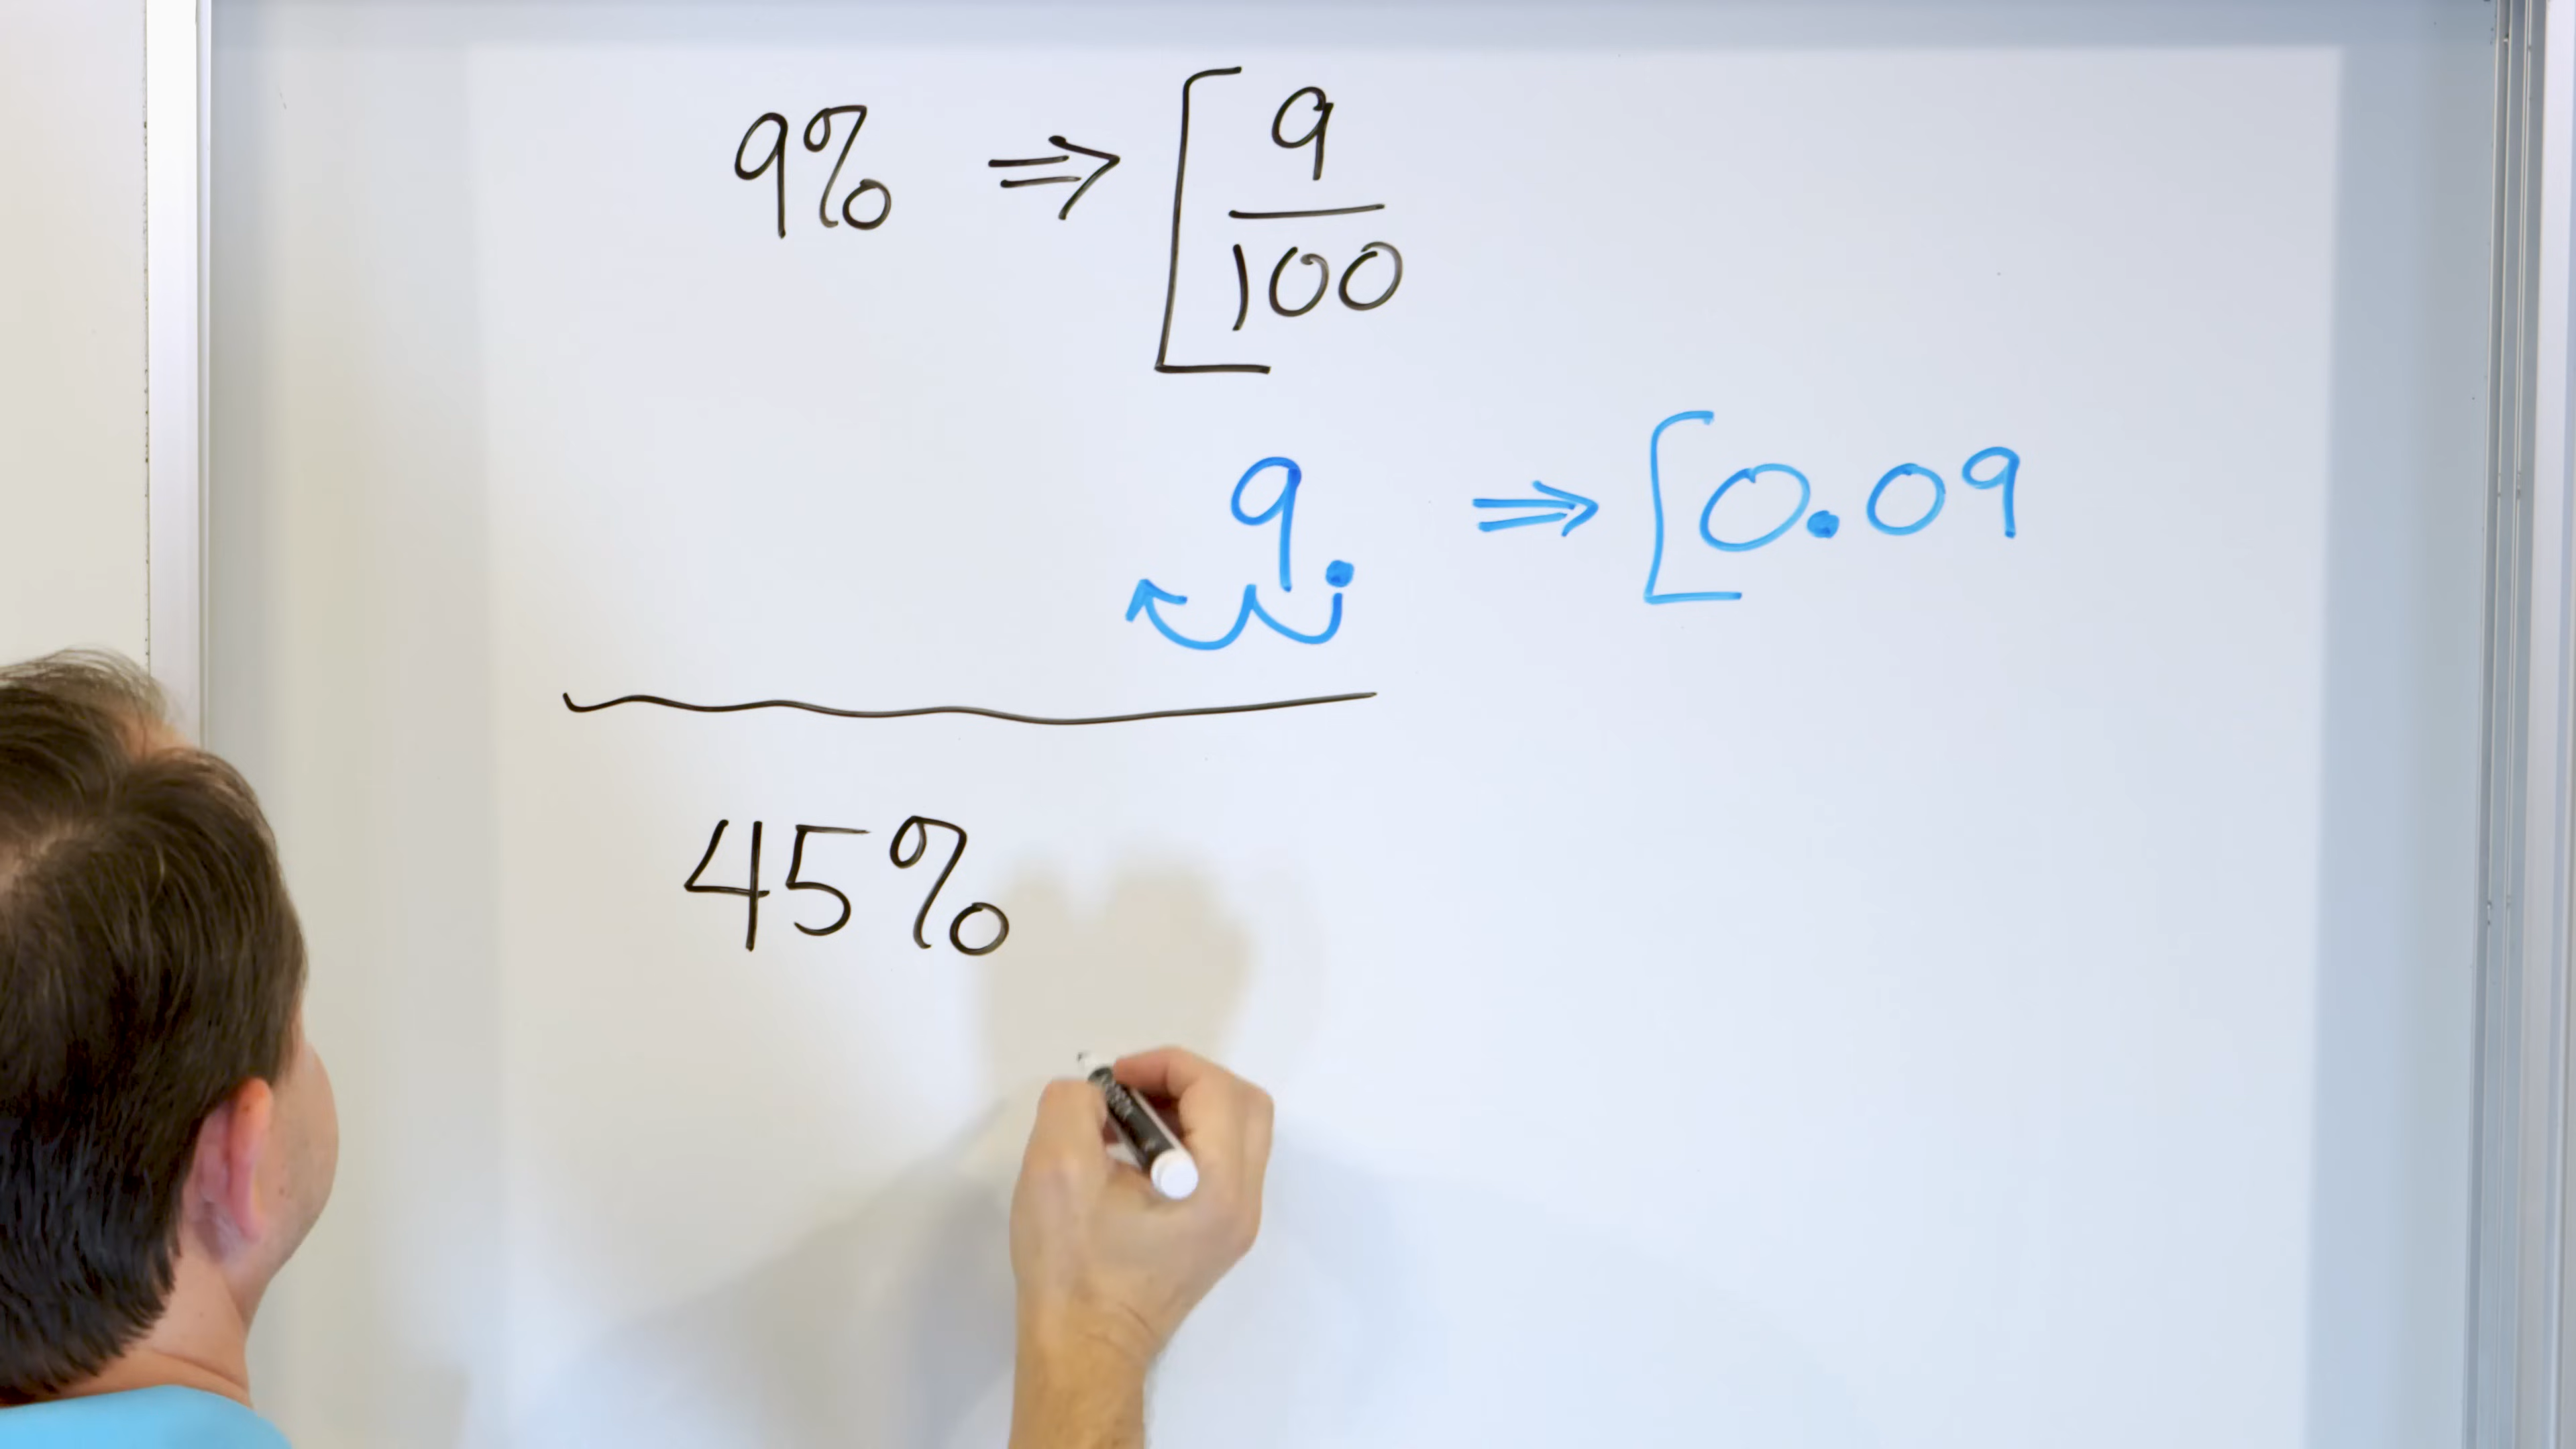 9% ⇒ [9/100
9. ⇒ [0.09
45%